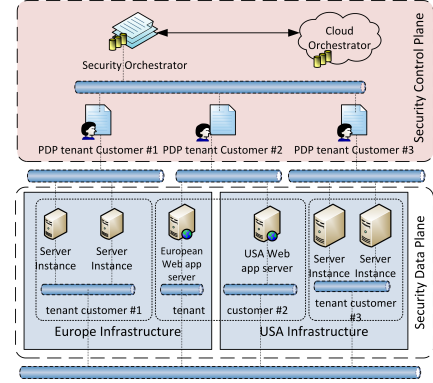 Cloud
Orchestrator
Security Orchestrator
Security Control Plane
PDP tenant Customer #1
PDP tenant Customer #2
PDP tenant Customer #3
Server
Instance
Server
Instance
European
Web app
server
USA Web
app server
Server
Instance
Server
Instance
tenant customer #1
tenant
customer #2
tenant customer
#3
Europe Infrastructure
USA Infrastructure
Security Data Plane